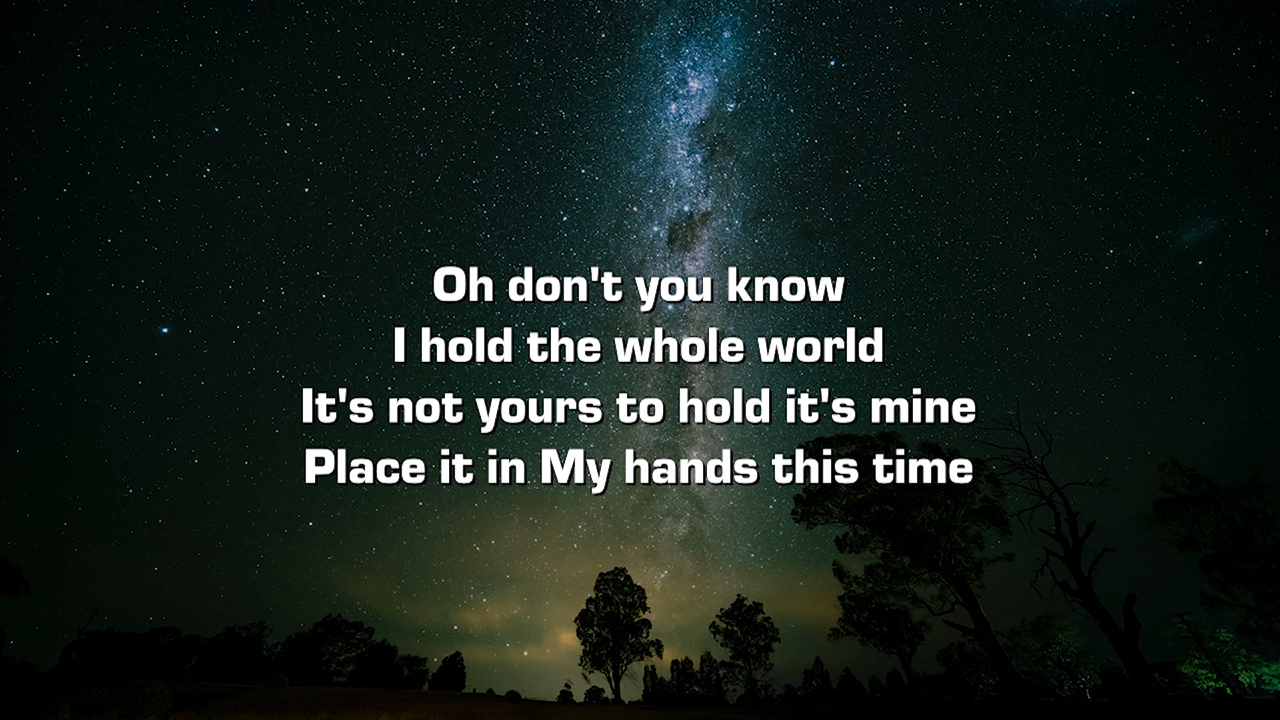 Oh don't you know
I hold the whole world
It's not yours to hold it's mine
Place it in My hands this time